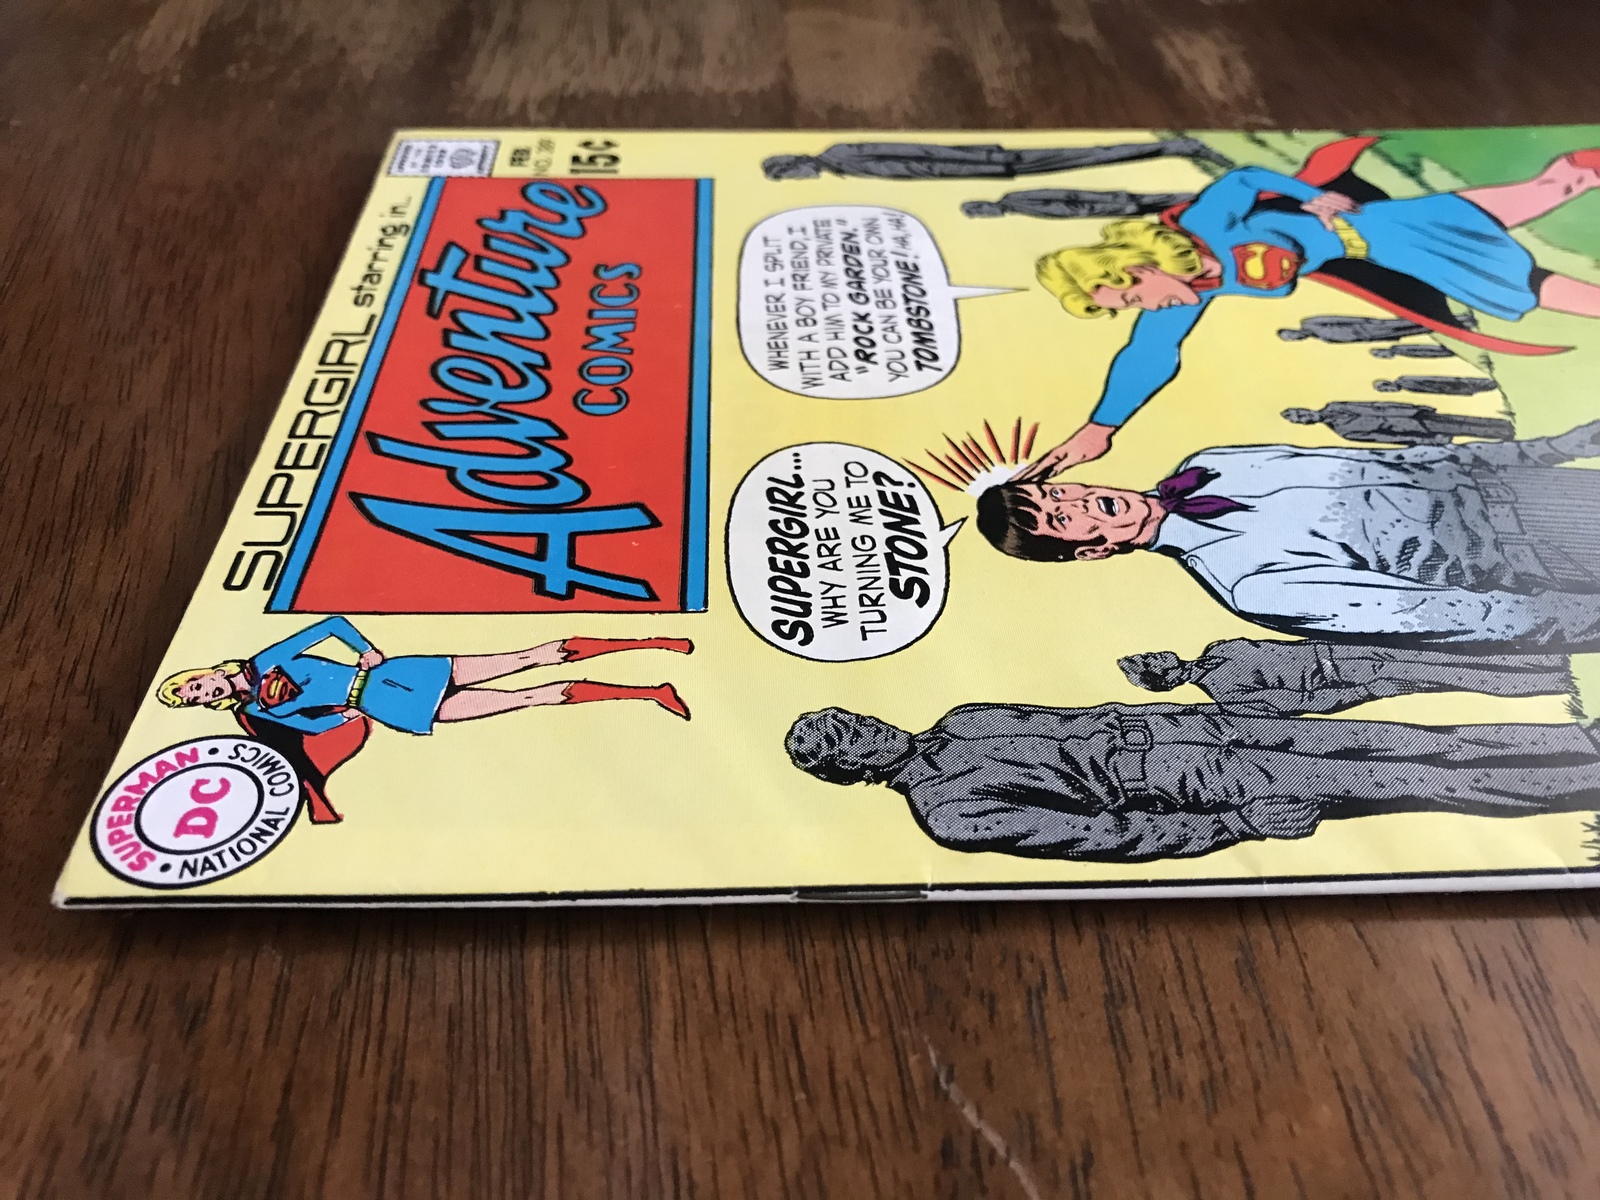 SUPERGIRL starring in...
Adventure
COMICS
FEB.
NO. 389
15¢
SUPERMAN • NATIONAL COMICS •
DC
WHENEVER I SPLIT
WITH A BOY FRIEND, I
ADD HIM TO MY PRIVATE
"ROCK GARDEN."
YOU CAN BE YOUR OWN
TOMBSTONE! HA, HA!
SUPERGIRL...
WHY ARE YOU
TURNING ME TO
STONE?